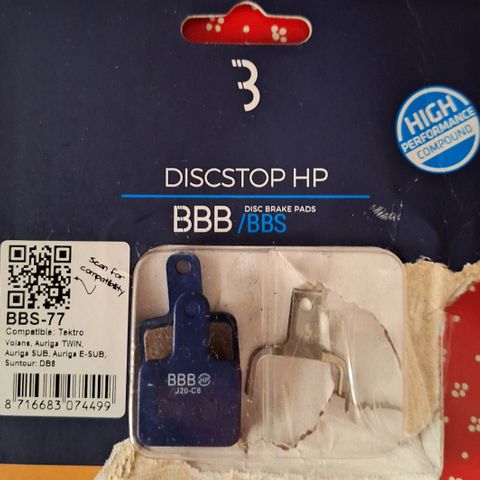 B
DISCSTOP HP
BBB/BBS
DISC BRAKE PADS
HIGH
PERFORMANCE
COMPOUND
Scan for
compatibility
BBS-77
Compatible: Tektro
Volans, Auriga TWIN,
Auriga SUB, Auriga E-SUB,
Suntour: DB8
8 716683 074499
BBB HP
J20-C8